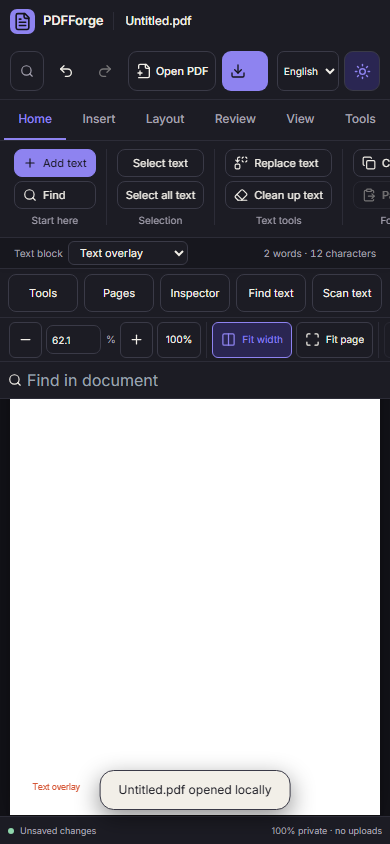 PDFForge
Untitled.pdf
Open PDF
English
Home Insert Layout Review View Tools
Add text Select text Replace text
Find Select all text Clean up text
Start here Selection Text tools
Text block Text overlay 2 words · 12 characters
Tools Pages Inspector Find text Scan text
62.1 % 100% Fit width Fit page
Find in document
Text overlay
Untitled.pdf opened locally
Unsaved changes 100% private · no uploads